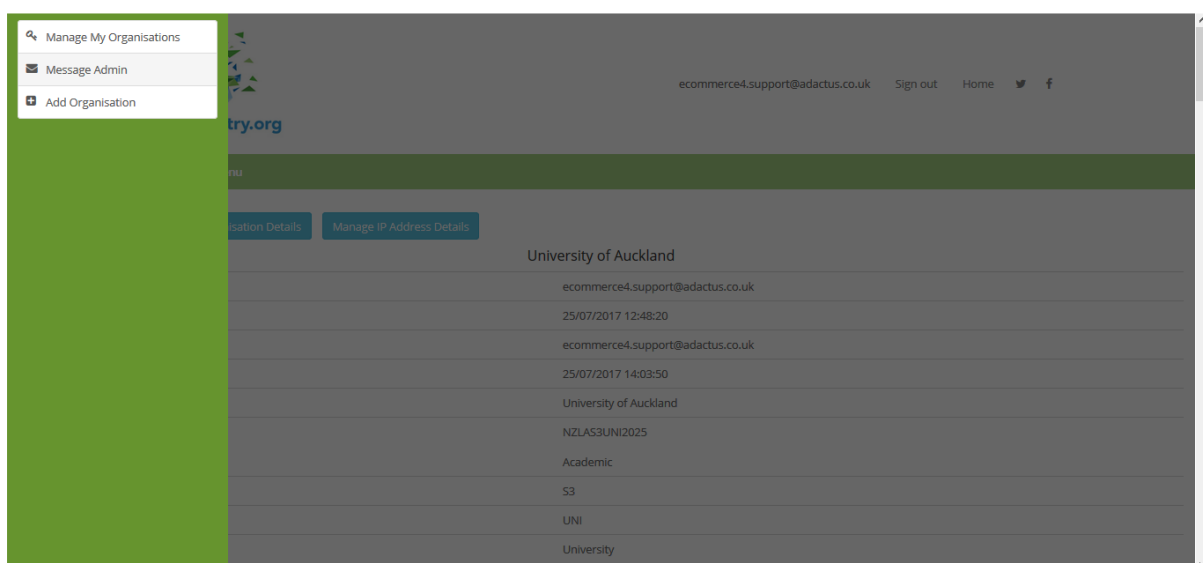 Manage My Organisations
Message Admin
Add Organisation
ecommerce4.support@adactus.co.uk Sign out Home
try.org
nu
isation Details Manage IP Address Details
University of Auckland
ecommerce4.support@adactus.co.uk
25/07/2017 12:48:20
ecommerce4.support@adactus.co.uk
25/07/2017 14:03:50
University of Auckland
NZLAS3UNI2025
Academic
S3
UNI
University